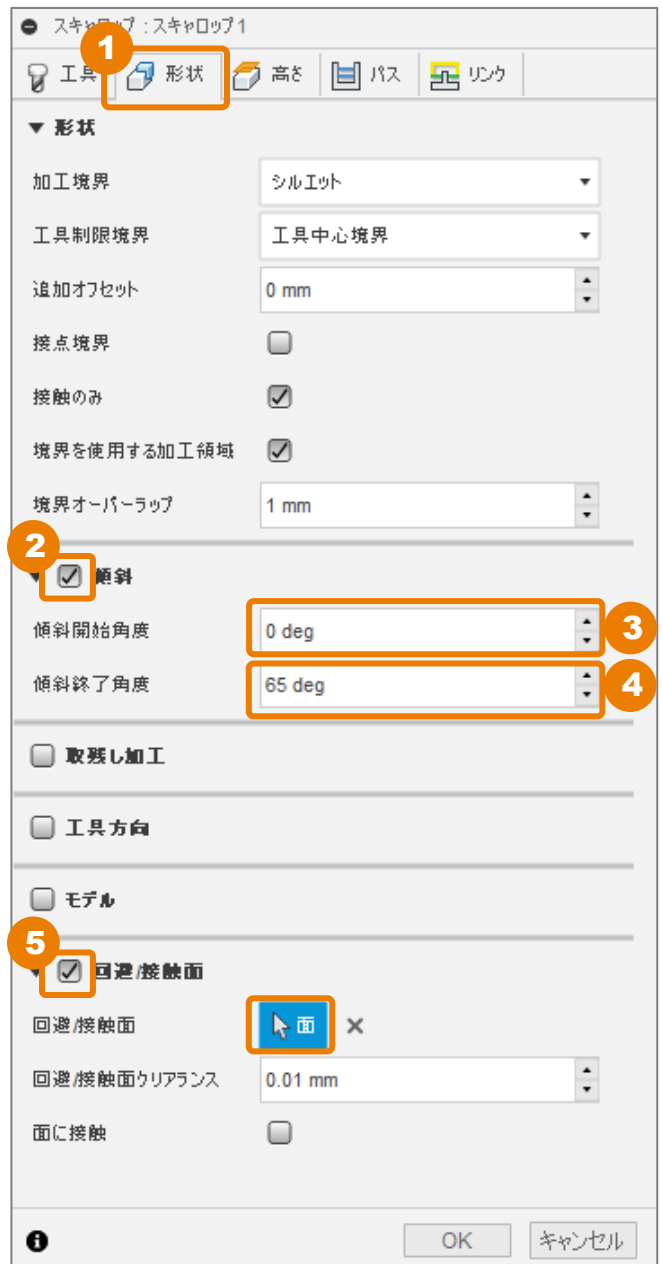 スキャロップ : スキャロップ1
1
工具 形状 高さ パス リンク
▼ 形状
加工境界 シルエット
工具制限境界 工具中心境界
追加オフセット 0 mm
接点境界
接触のみ
境界を使用する加工領域
境界オーバーラップ 1 mm
2
傾斜
傾斜開始角度 0 deg 3
傾斜終了角度 65 deg 4
取残し加工
工具方向
モデル
5
回避/接触面
回避/接触面 面
回避/接触面クリアランス 0.01 mm
面に接触
OK キャンセル